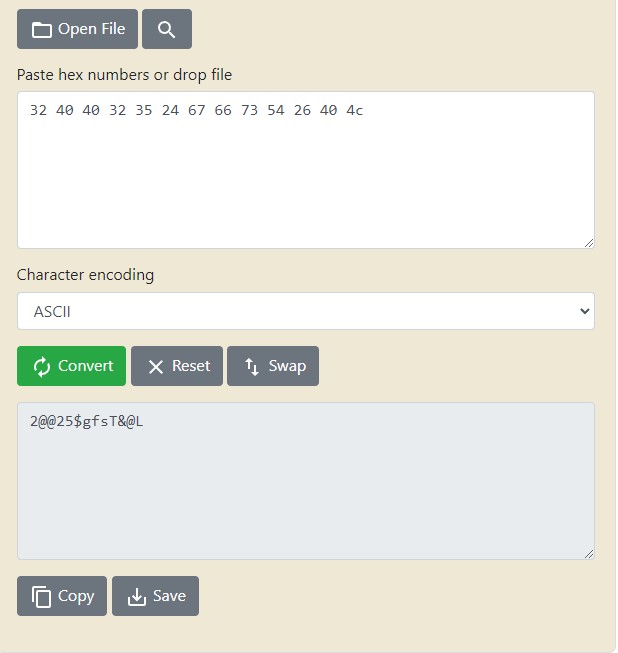 Open File
Paste hex numbers or drop file
32 40 40 32 35 24 67 66 73 54 26 40 4c
Character encoding
ASCII
Convert Reset Swap
2@@25$gfsT&@L
Copy Save